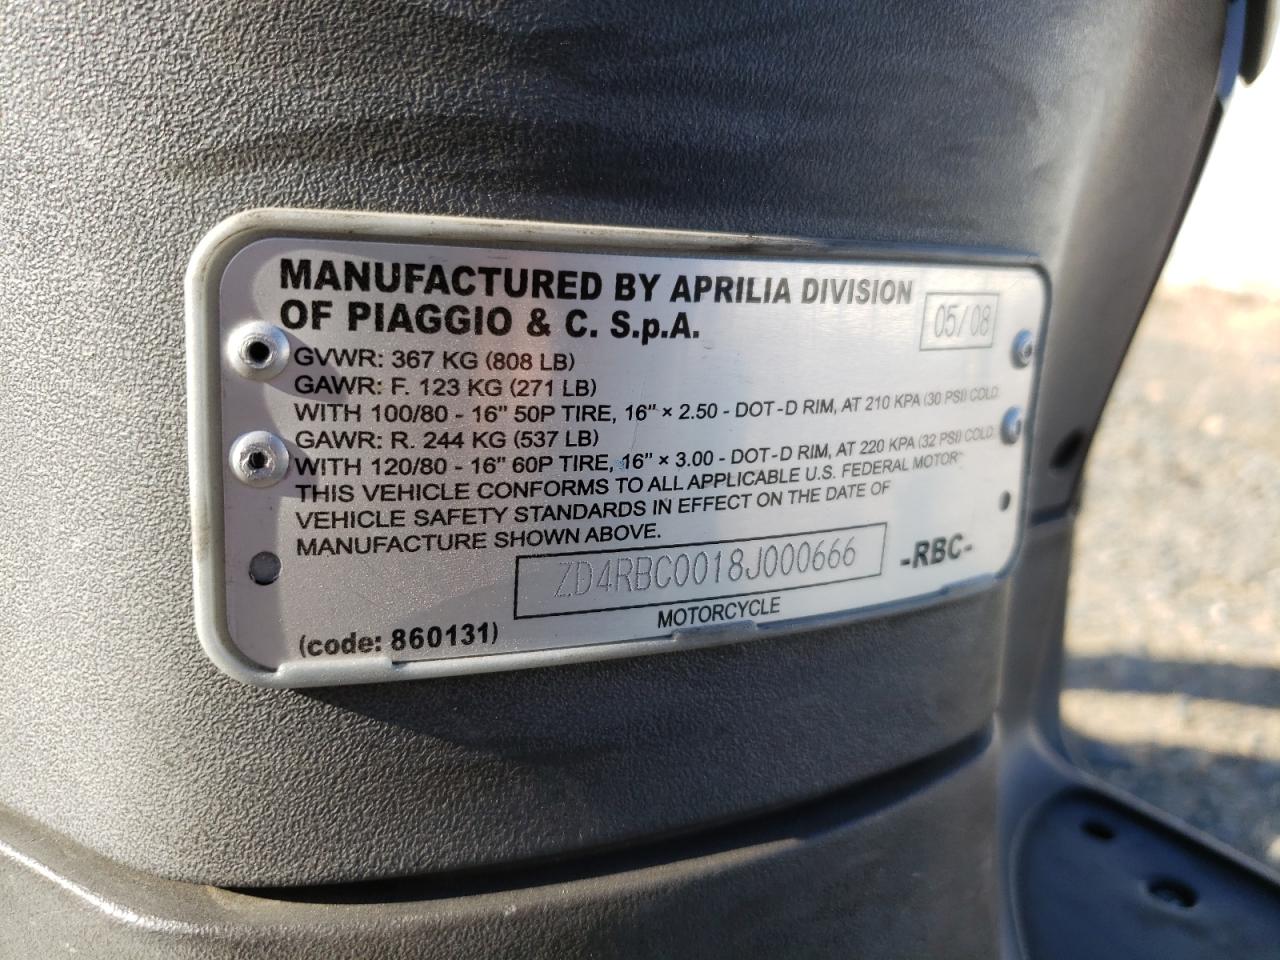 MANUFACTURED BY APRILIA DIVISION
OF PIAGGIO & C. S.p.A.
05/08
GVWR: 367 KG (808 LB)
GAWR: F. 123 KG (271 LB)
WITH 100/80 - 16" 50P TIRE, 16" × 2.50 - DOT-D RIM, AT 210 KPA (30 PSI) COLD
GAWR: R. 244 KG (537 LB)
WITH 120/80 - 16" 60P TIRE, 16" × 3.00 - DOT-D RIM, AT 220 KPA (32 PSI) COLD
THIS VEHICLE CONFORMS TO ALL APPLICABLE U.S. FEDERAL MOTOR
VEHICLE SAFETY STANDARDS IN EFFECT ON THE DATE OF
MANUFACTURE SHOWN ABOVE.
ZD4RBC0018J000666
-RBC-
MOTORCYCLE
(code: 860131)